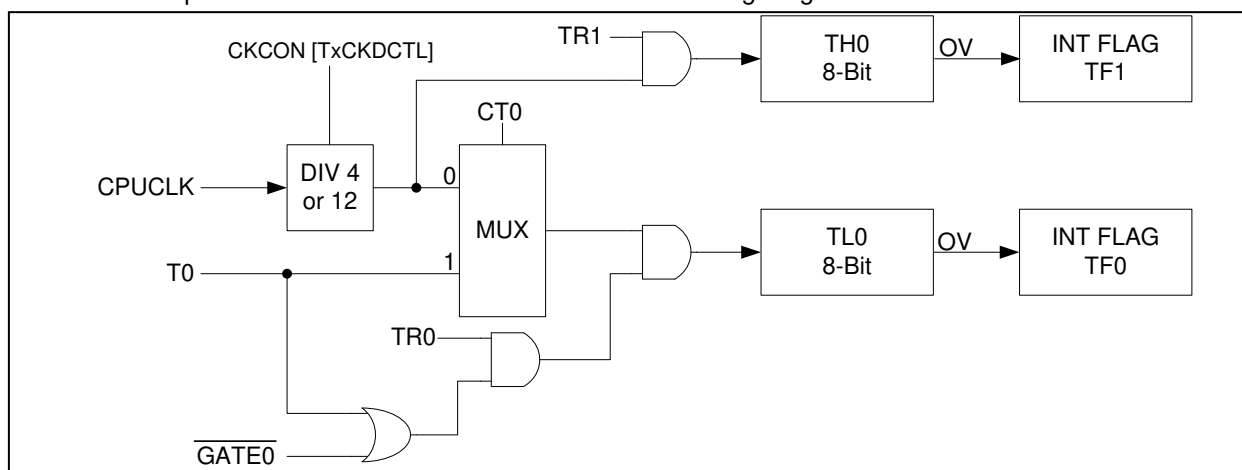 TR1
CKCON [TxCKDCTL]
TH0
8-Bit
OV
INT FLAG
TF1
CT0
CPUCLK
DIV 4
or 12
0
MUX
1
T0
TL0
8-Bit
OV
INT FLAG
TF0
TR0
GATE0